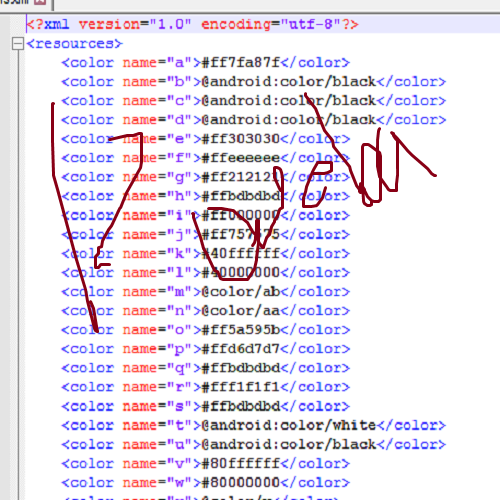 <?xml version="1.0" encoding="utf-8"?>
<resources>
<color name="a">#ff7fa87f</color>
<color name="b">@android:color/black</color>
<color name="c">@android:color/black</color>
<color name="d">@android:color/black</color>
<color name="e">#ff303030</color>
<color name="f">#ffeeeeee</color>
<color name="g">#ff212121</color>
<color name="h">#ffbdbdbd</color>
<color name="i">#ff000000</color>
<color name="j">#ff757575</color>
<color name="k">#40ffffff</color>
<color name="l">#40000000</color>
<color name="m">@color/ab</color>
<color name="n">@color/aa</color>
<color name="o">#ff5a595b</color>
<color name="p">#ffd6d7d7</color>
<color name="q">#ffbdbdbd</color>
<color name="r">#fff1f1f1</color>
<color name="s">#ffbdbdbd</color>
<color name="t">@android:color/white</color>
<color name="u">@android:color/black</color>
<color name="v">#80ffffff</color>
<color name="w">#80000000</color>